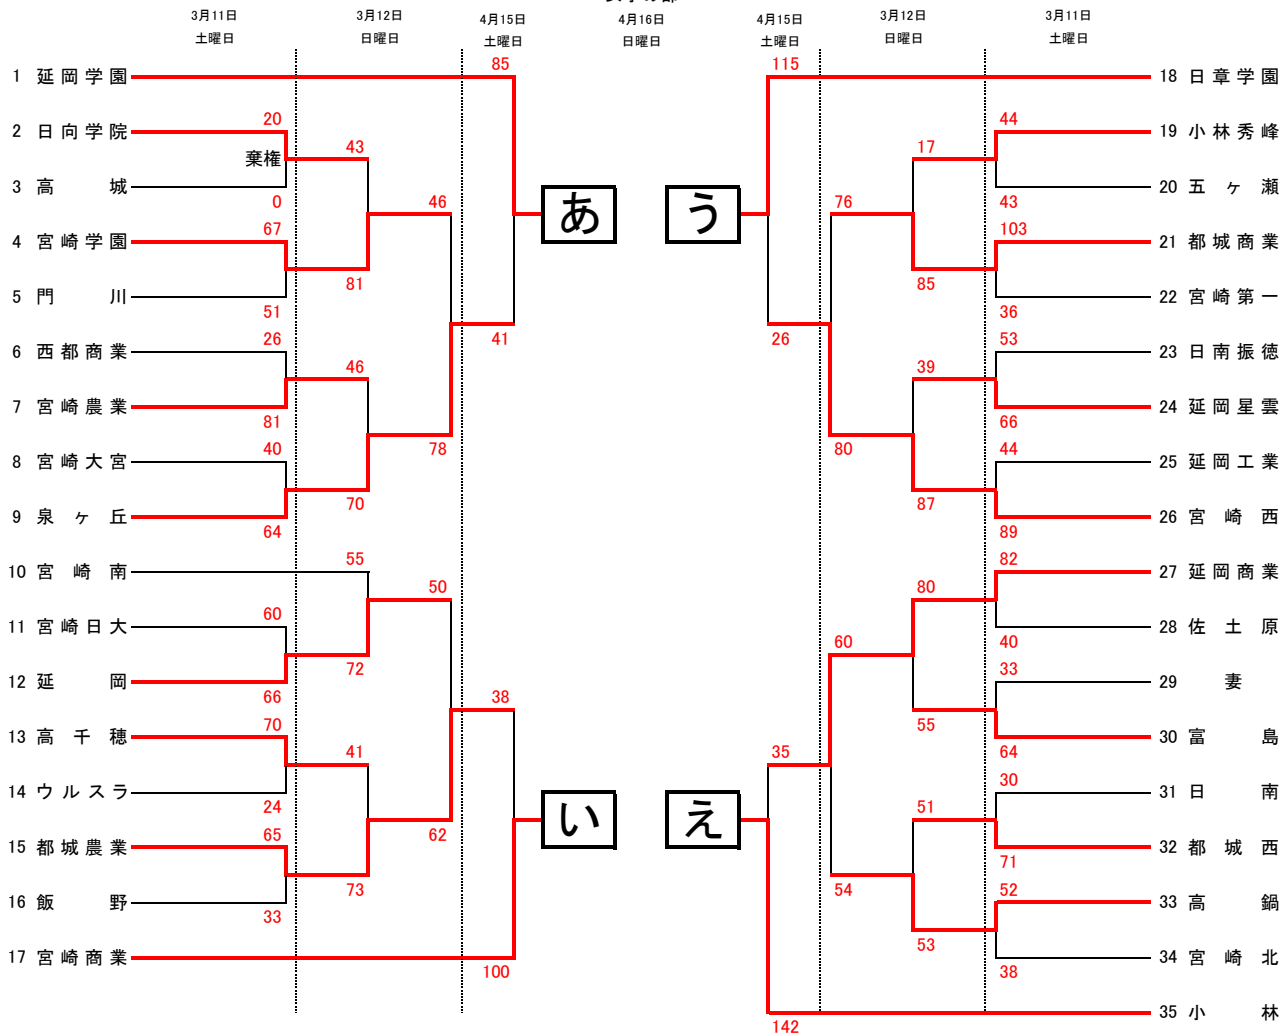 3月11日 3月12日 4月15日 4月16日 4月15日 3月12日 3月11日
土曜日 日曜日 土曜日 日曜日 土曜日 日曜日 土曜日
1 延岡学園 85 115 18 日章学園
2 日向学院 20 43 17 44 19 小林秀峰
棄権
3 高城 0 46 あ う 76 43 20 五ヶ瀬
4 宮崎学園 67 81 85 103 21 都城商業
5 門川 51 36 22 宮崎第一
6 西都商業 26 46 41 26 39 53 23 日南振徳
7 宮崎農業 81 66 24 延岡星雲
8 宮崎大宮 40 78 80 44 25 延岡工業
9 泉ヶ丘 64 70 87 89 26 宮崎西
10 宮崎南 55 50 80 82 27 延岡商業
11 宮崎日大 60 60 40 28 佐土原
12 延岡 66 72 55 33 29 妻
13 高千穂 70 41 38 35 64 30 富島
14 ウルスラ 24 い え 51 30 31 日南
15 都城農業 65 62 71 32 都城西
16 飯野 33 73 54 53 52 33 高鍋
17 宮崎商業 100 38 34 宮崎北
142 35 小林